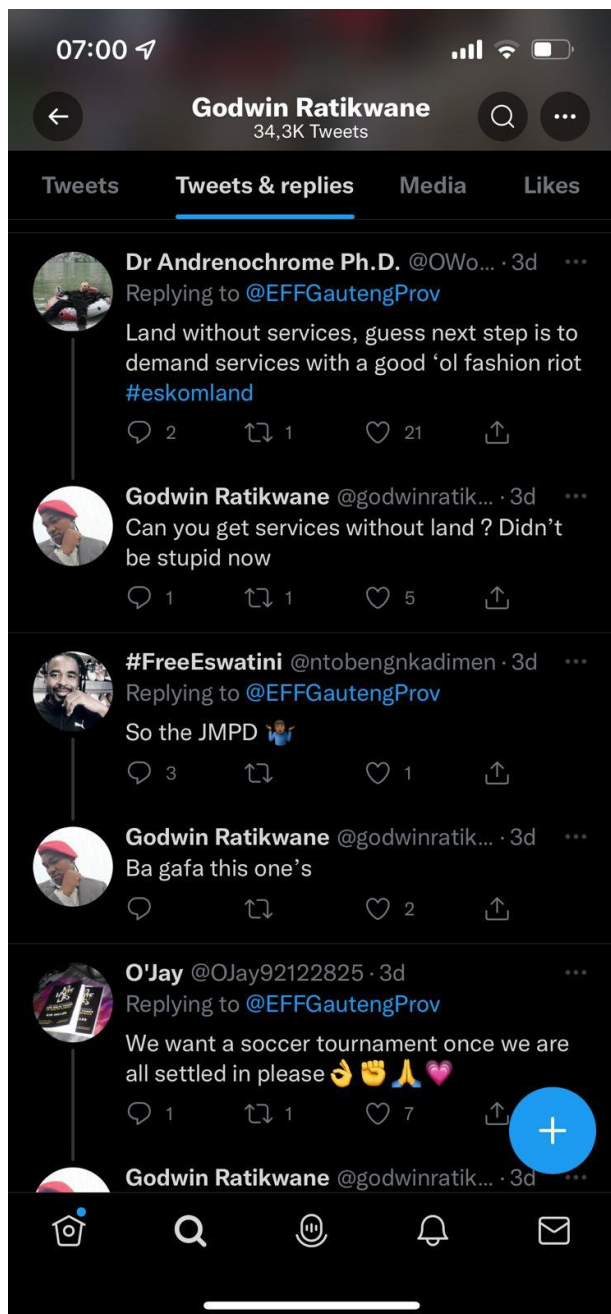 07:00
Godwin Ratikwane
34,3K Tweets
Tweets Tweets & replies Media Likes
Dr Andrenochrome Ph.D. @OWo... · 3d
Replying to @EFFGautengProv
Land without services, guess next step is to
demand services with a good ‘ol fashion riot
#eskomland
2 1 21
Godwin Ratikwane @godwinratik... · 3d
Can you get services without land ? Didn’t
be stupid now
1 1 5
#FreeEswatini @ntobengnkadimen · 3d
Replying to @EFFGautengProv
So the JMPD 🤷🏾‍♂️
3 1
Godwin Ratikwane @godwinratik... · 3d
Ba gafa this one’s
2
O'Jay @OJay92122825 · 3d
Replying to @EFFGautengProv
We want a soccer tournament once we are
all settled in please 👌✊🙏💗
1 1 7
Godwin Ratikwane @godwinratik... · 3d